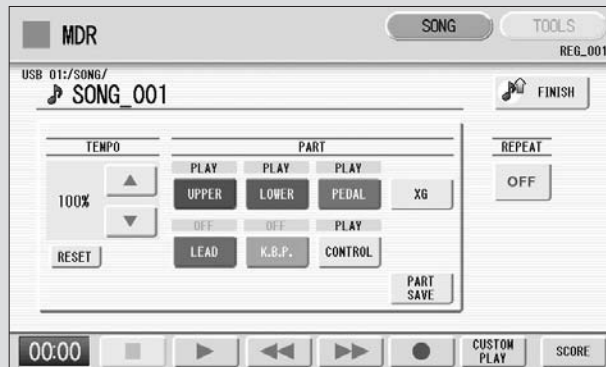 MDR
SONG
TOOLS
REG_001
USB 01:/SONG/
SONG_001
FINISH
TEMPO
PART
REPEAT
PLAY PLAY PLAY
UPPER LOWER PEDAL XG
OFF
100%
OFF OFF PLAY
LEAD K.B.P. CONTROL
RESET
PART
SAVE
00:00
CUSTOM
PLAY
SCORE